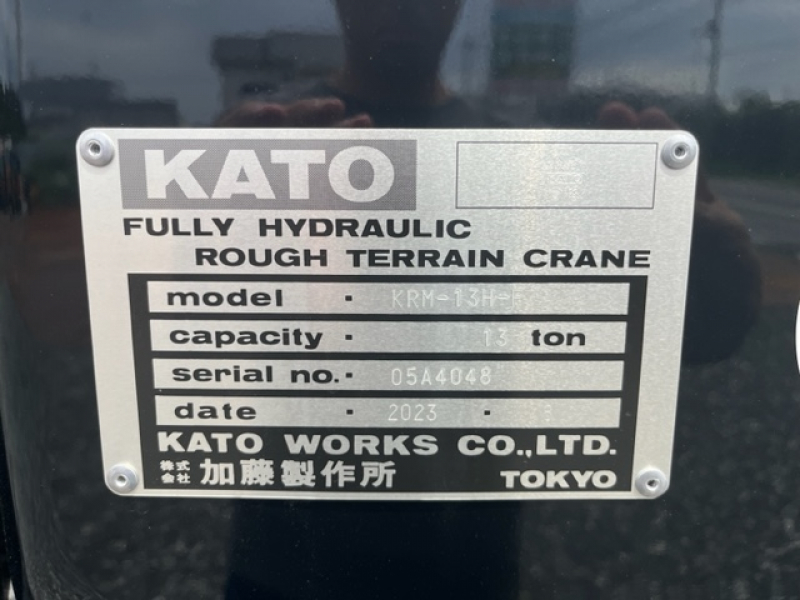 KATO
FULLY HYDRAULIC
ROUGH TERRAIN CRANE
model · KRM-13H-
capacity · 13 ton
serial no. · 05A4048
date · 2023 · 8
KATO WORKS CO.,LTD.
株式会社 加藤製作所 TOKYO